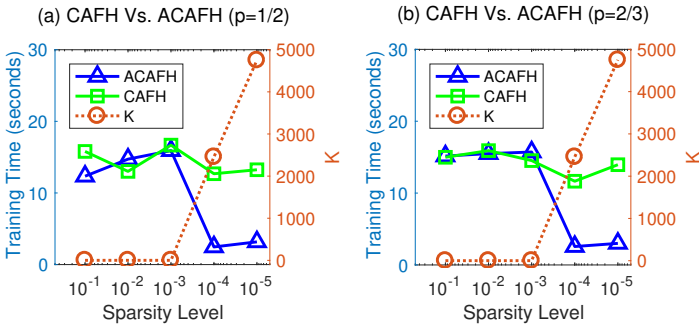 (a) CAFH Vs. ACAFH (p=1/2)
Training Time (seconds)
30
20
10
0
ACAFH
CAFH
K
5000
4000
3000
2000
1000
0
K
10⁻¹ 10⁻² 10⁻³ 10⁻⁴ 10⁻⁵
Sparsity Level
(b) CAFH Vs. ACAFH (p=2/3)
Training Time (seconds)
30
20
10
0
ACAFH
CAFH
K
5000
4000
3000
2000
1000
0
K
10⁻¹ 10⁻² 10⁻³ 10⁻⁴ 10⁻⁵
Sparsity Level